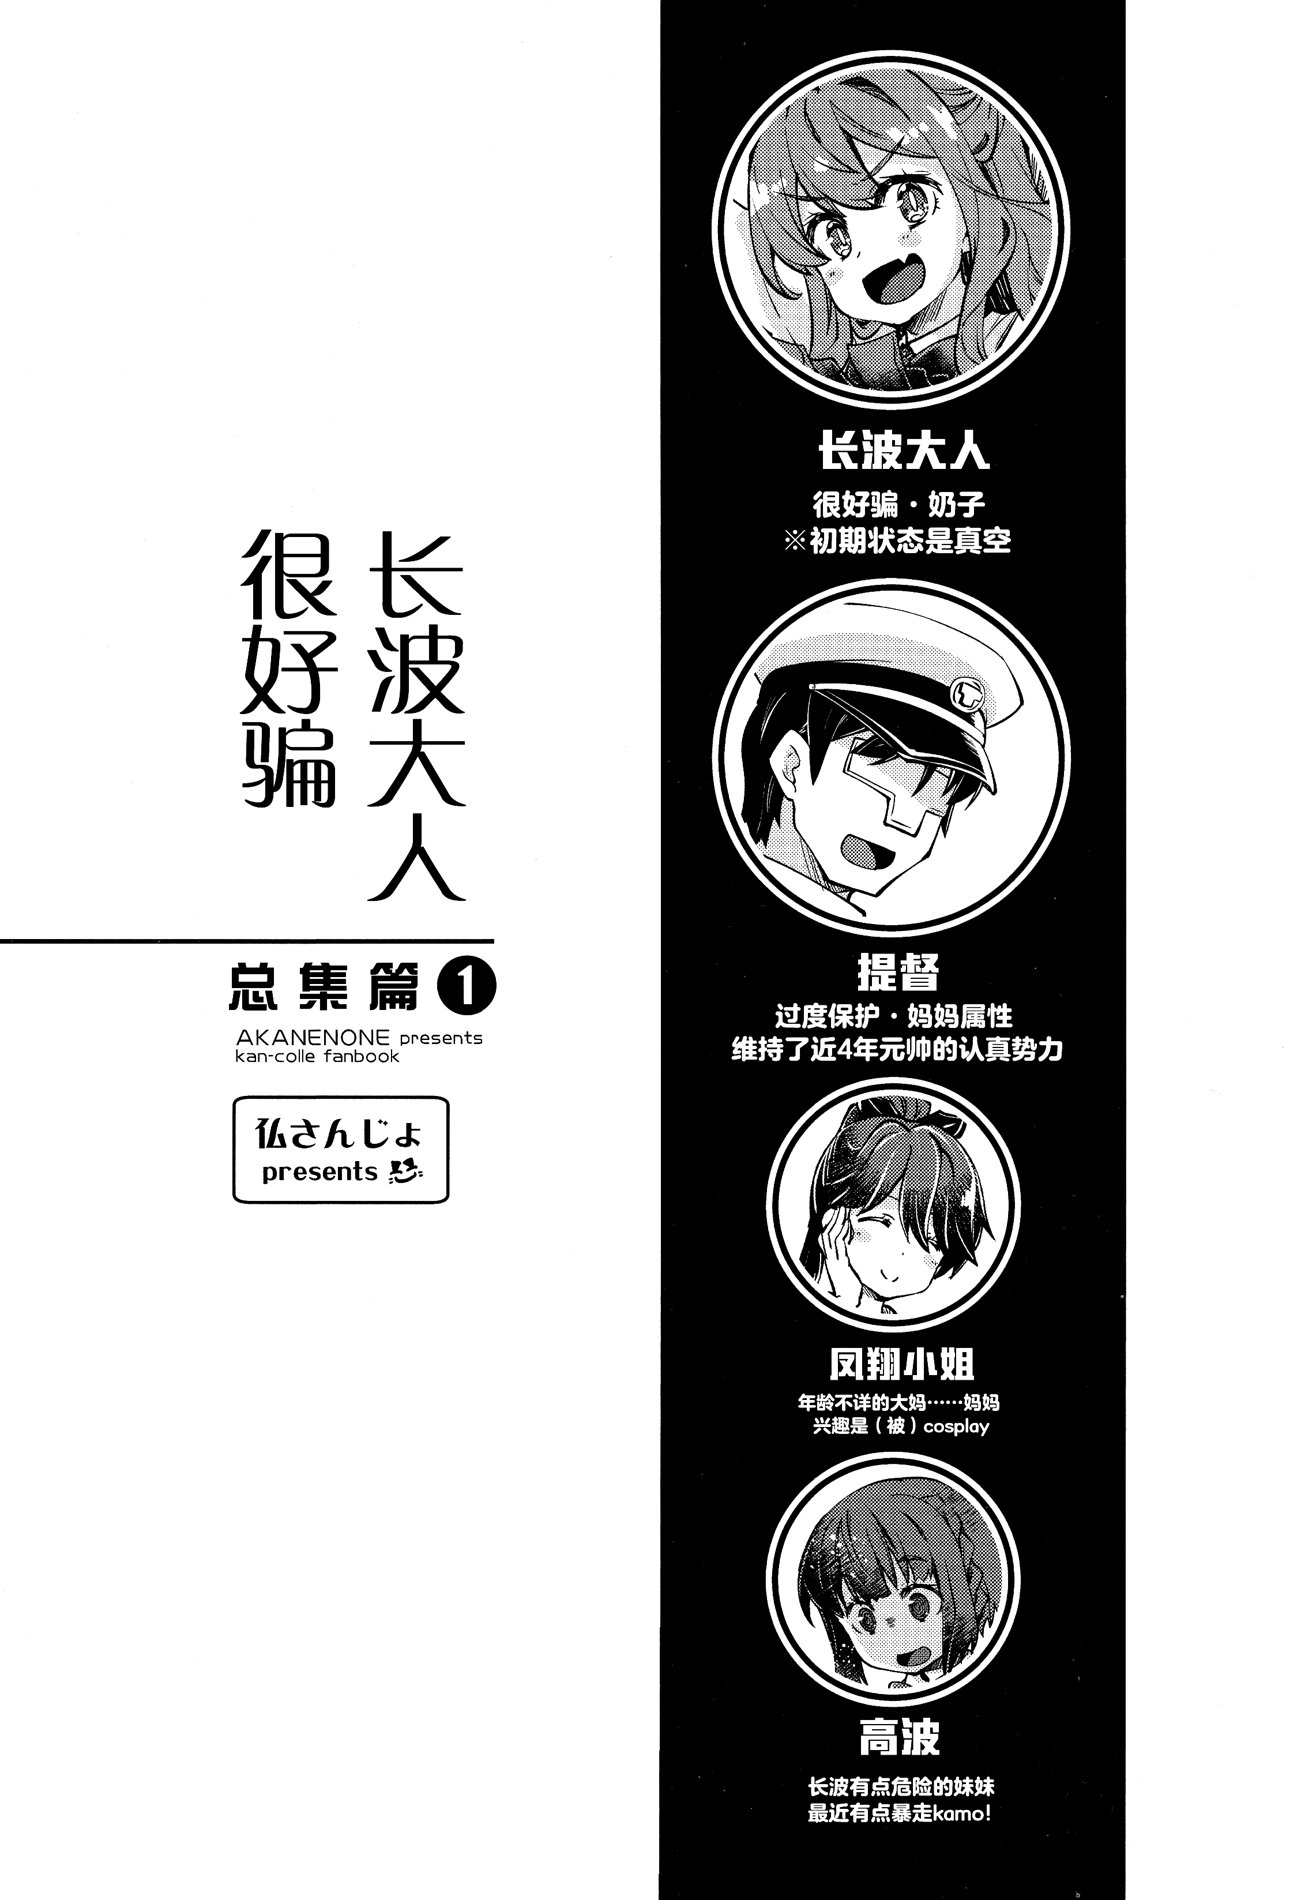 长波大人
很好骗
总集篇1
AKANENONE presents
kan-colle fanbook
仏さんじょ
presents
长波大人
很好骗・奶子
※初期状态是真空
提督
过度保护・妈妈属性
维持了近4年元帅的认真势力
凤翔小姐
年龄不详的大妈……妈妈
兴趣是(被)cosplay
高波
长波有点危险的妹妹
最近有点暴走kamo!